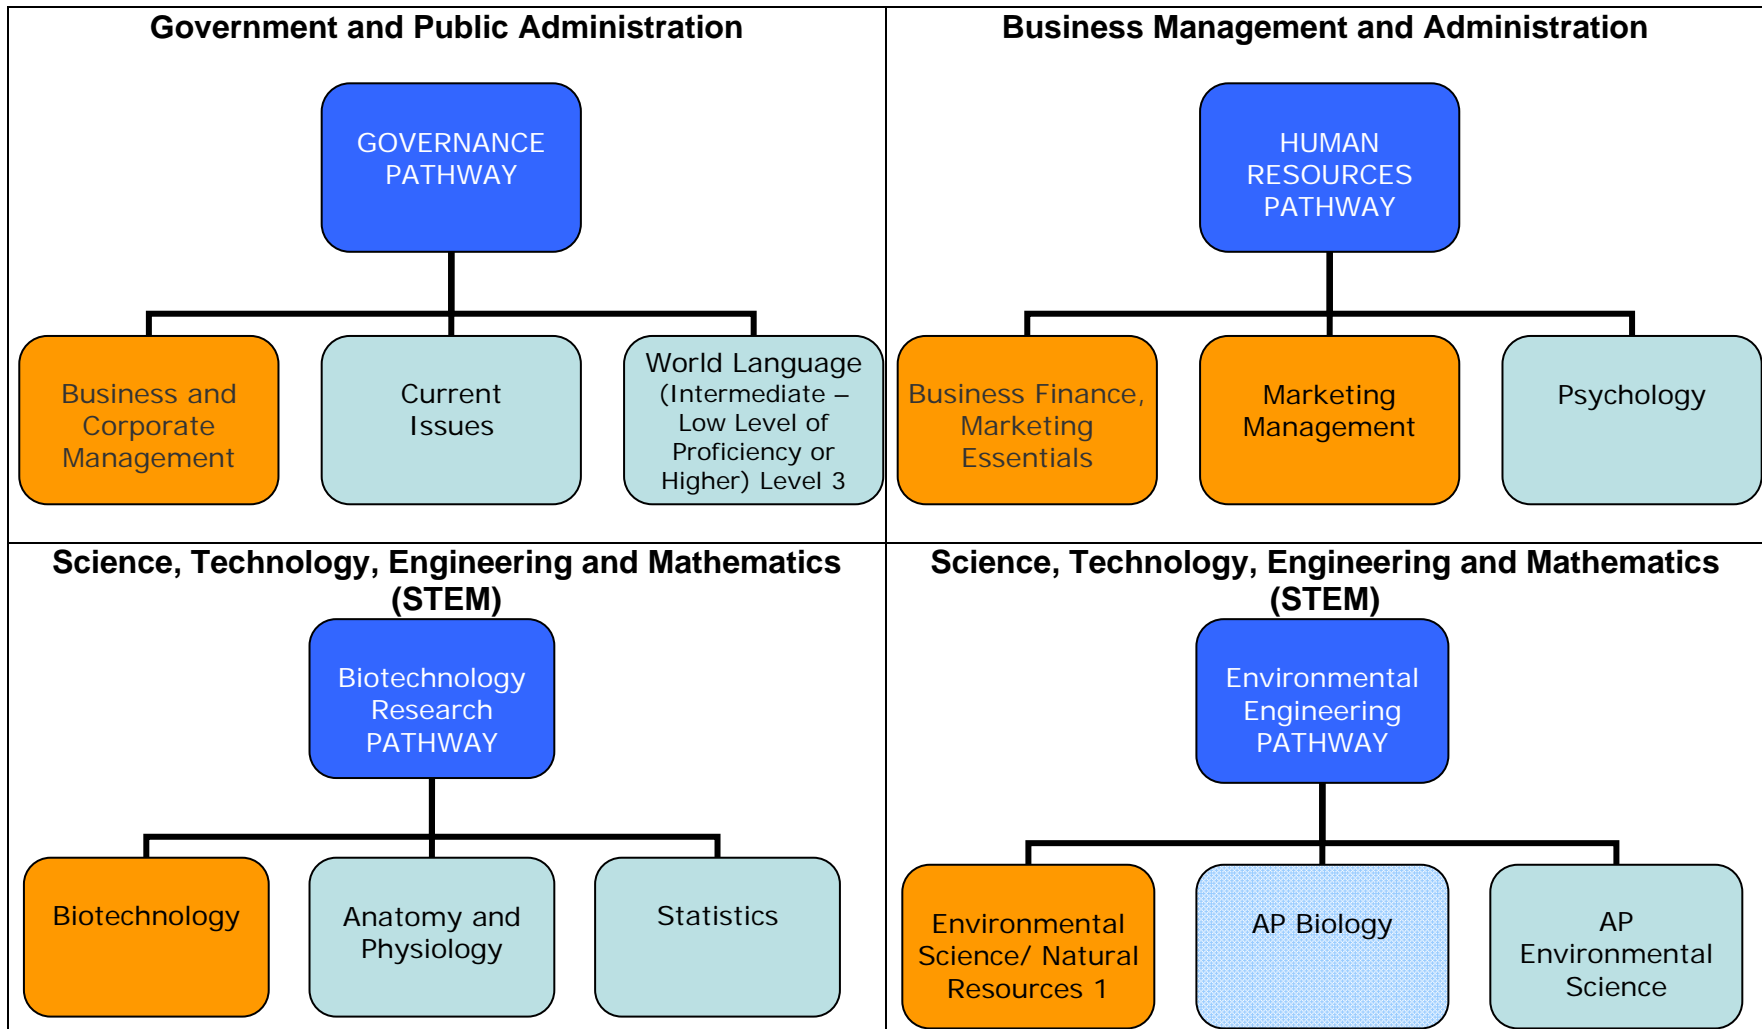 Government and Public Administration
GOVERNANCE
PATHWAY
Business and
Corporate
Management
Current
Issues
World Language
(Intermediate –
Low Level of
Proficiency or
Higher) Level 3
Business Management and Administration
HUMAN
RESOURCES
PATHWAY
Business Finance,
Marketing
Essentials
Marketing
Management
Psychology
Science, Technology, Engineering and Mathematics
(STEM)
Biotechnology
Research
PATHWAY
Biotechnology
Anatomy and
Physiology
Statistics
Science, Technology, Engineering and Mathematics
(STEM)
Environmental
Engineering
PATHWAY
Environmental
Science/ Natural
Resources 1
AP Biology
AP
Environmental
Science